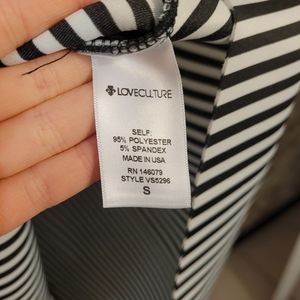 LOVECULTURE
SELF:
95% POLYESTER
5% SPANDEX
MADE IN USA
RN 146079
STYLE VS5296
S